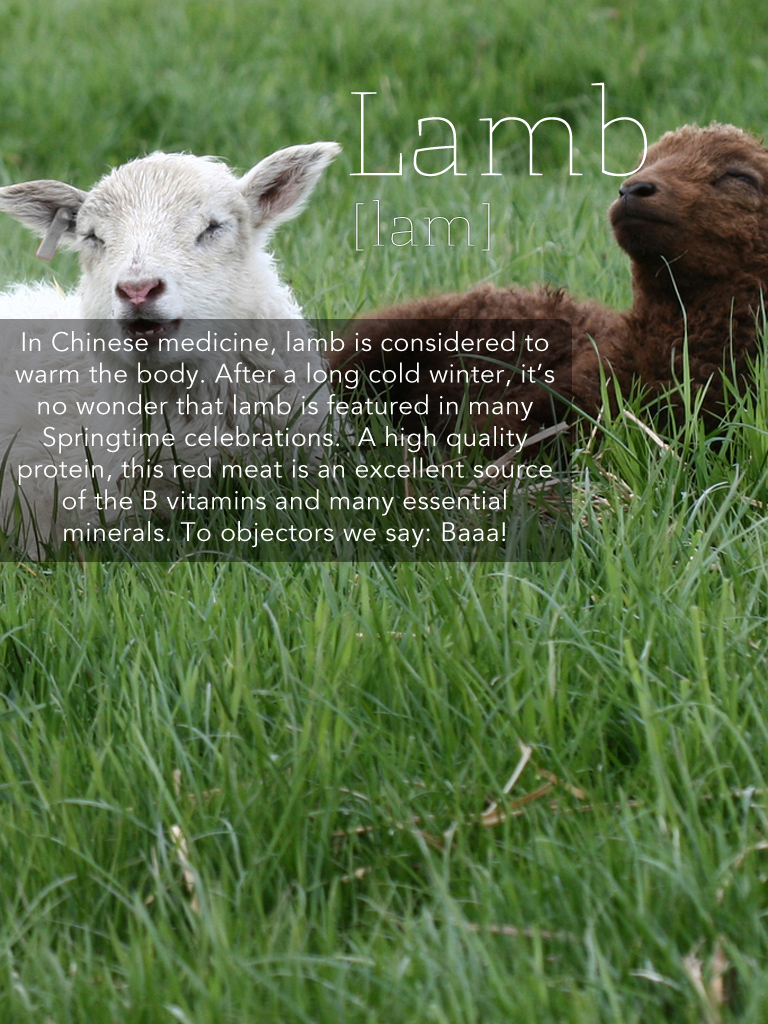 Lamb
[lam]
In Chinese medicine, lamb is considered to
warm the body. After a long cold winter, it’s
no wonder that lamb is featured in many
Springtime celebrations.  A high quality
protein, this red meat is an excellent source
of the B vitamins and many essential
minerals. To objectors we say: Baaa!